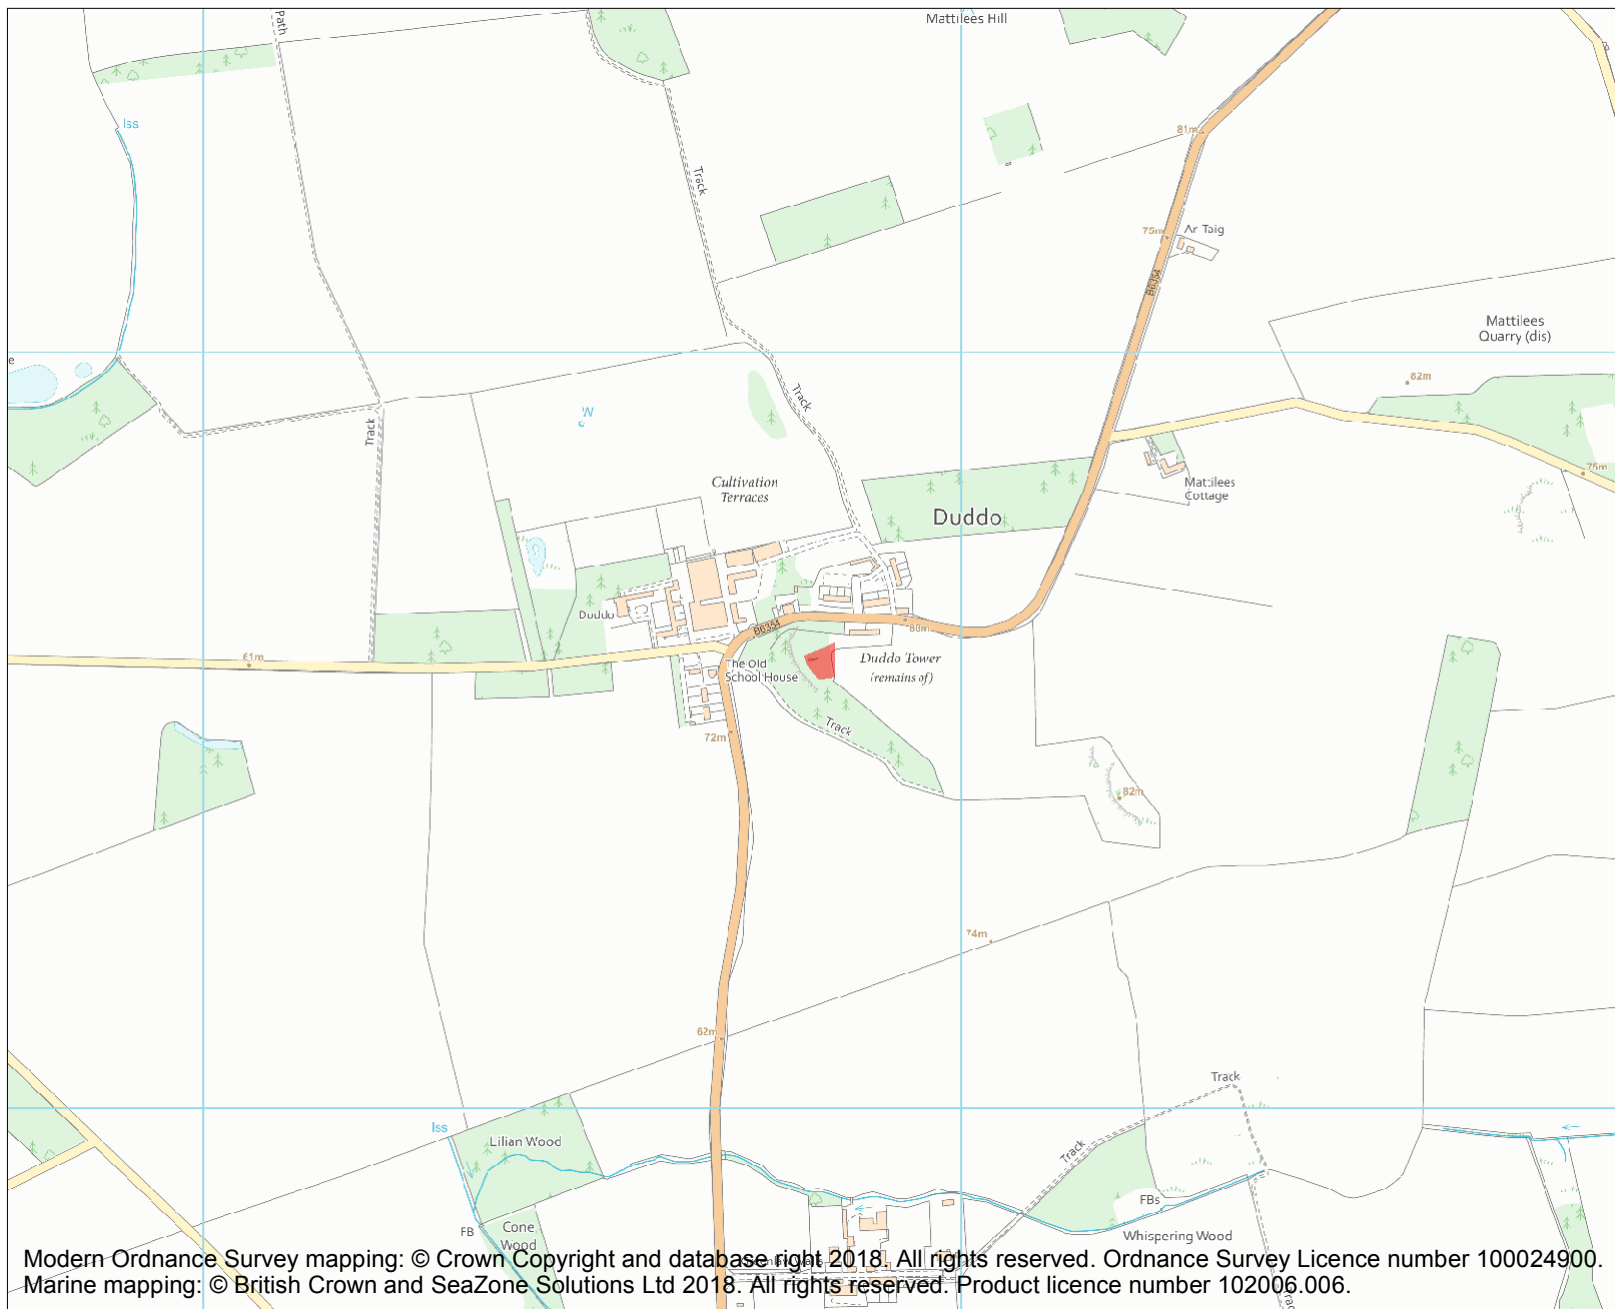 Path
Mattilees Hill
Iss
81m
Track
75m
Ar Taig
B6354
Mattilees
Quarry (dis)
e
82m
Track
W
Track
75m
Cultivation
Terraces
Mattilees
Cottage
Duddo
Duddo
B6354
80m
61m
The Old
School House
Duddo Tower
(remains of)
Track
72m
82m
74m
62m
Track
Iss
Lilian Wood
Track
FBs
FB
Cone
Wood
Whispering Wood
Modern Ordnance Survey mapping: © Crown Copyright and database right 2018. All rights reserved. Ordnance Survey Licence number 100024900.
Marine mapping: © British Crown and SeaZone Solutions Ltd 2018. All rights reserved. Product licence number 102006.006.